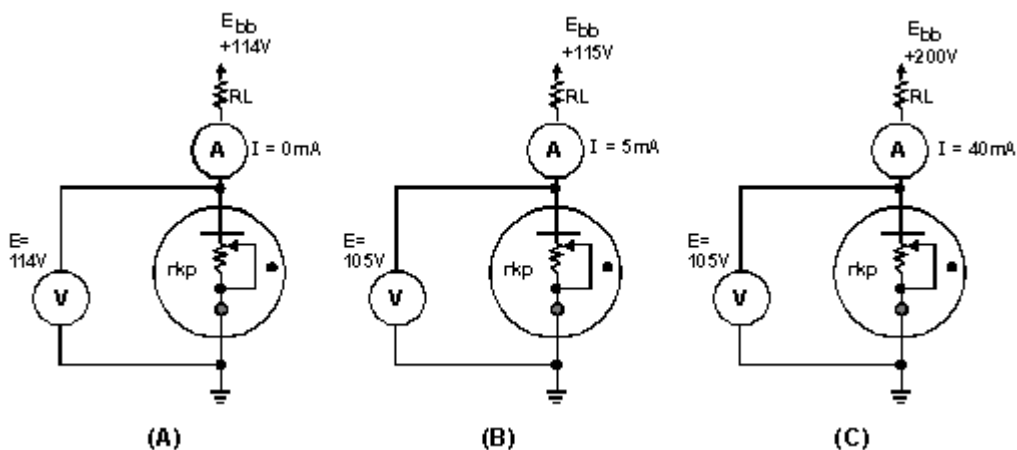 Ebb
+114V
RL
A
I = 0mA
E=
114V
V
rkp
(A)
Ebb
+115V
RL
A
I = 5mA
E=
105V
V
rkp
(B)
Ebb
+200V
RL
A
I = 40mA
E=
105V
V
rkp
(C)